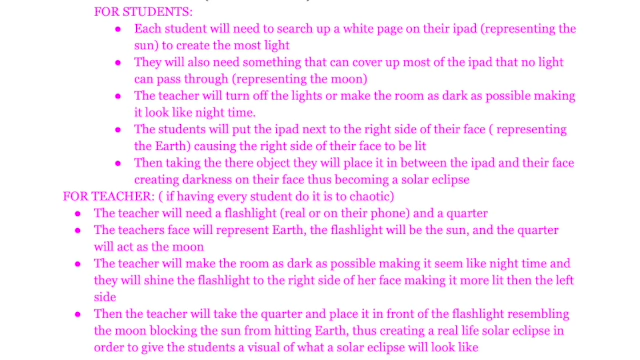 FOR STUDENTS:
● Each student will need to search up a white page on their ipad (representing the
sun) to create the most light
● They will also need something that can cover up most of the ipad that no light
can pass through (representing the moon)
● The teacher will turn off the lights or make the room as dark as possible making
it look like night time.
● The students will put the ipad next to the right side of their face ( representing
the Earth) causing the right side of their face to be lit
● Then taking the there object they will place it in between the ipad and their face
creating darkness on their face thus becoming a solar eclipse
FOR TEACHER: ( if having every student do it is to chaotic)
● The teacher will need a flashlight (real or on their phone) and a quarter
● The teachers face will represent Earth, the flashlight will be the sun, and the quarter
will act as the moon
● The teacher will make the room as dark as possible making it seem like night time and
they will shine the flashlight to the right side of her face making it more lit then the left
side
● Then the teacher will take the quarter and place it in front of the flashlight resembling
the moon blocking the sun from hitting Earth, thus creating a real life solar eclipse in
order to give the students a visual of what a solar eclipse will look like